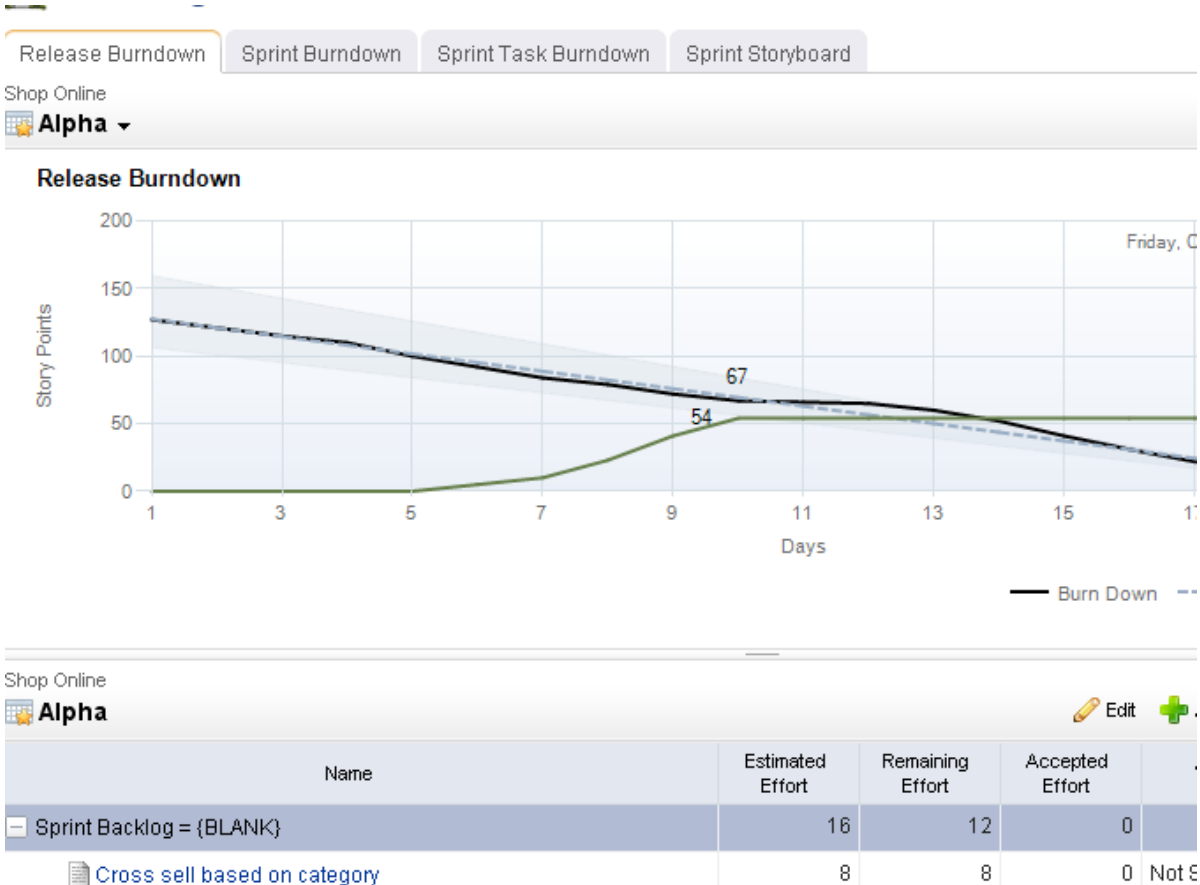 Release Burndown Sprint Burndown Sprint Task Burndown Sprint Storyboard
Shop Online
Alpha
Release Burndown
200
Friday,
150
100
67
54
50
0
Story Points
1 3 5 7 9 11 13 15
Days
Burn Down
Shop Online
Alpha
Edit
Name Estimated Effort Remaining Effort Accepted Effort
Sprint Backlog = {BLANK} 16 12 0
Cross sell based on category 8 8 0 Not